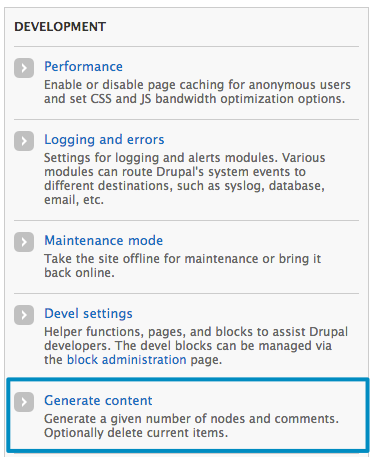 DEVELOPMENT
Performance
Enable or disable page caching for anonymous users
and set CSS and JS bandwidth optimization options.
Logging and errors
Settings for logging and alerts modules. Various
modules can route Drupal's system events to
different destinations, such as syslog, database,
email, etc.
Maintenance mode
Take the site offline for maintenance or bring it
back online.
Devel settings
Helper functions, pages, and blocks to assist Drupal
developers. The devel blocks can be managed via
the block administration page.
Generate content
Generate a given number of nodes and comments.
Optionally delete current items.